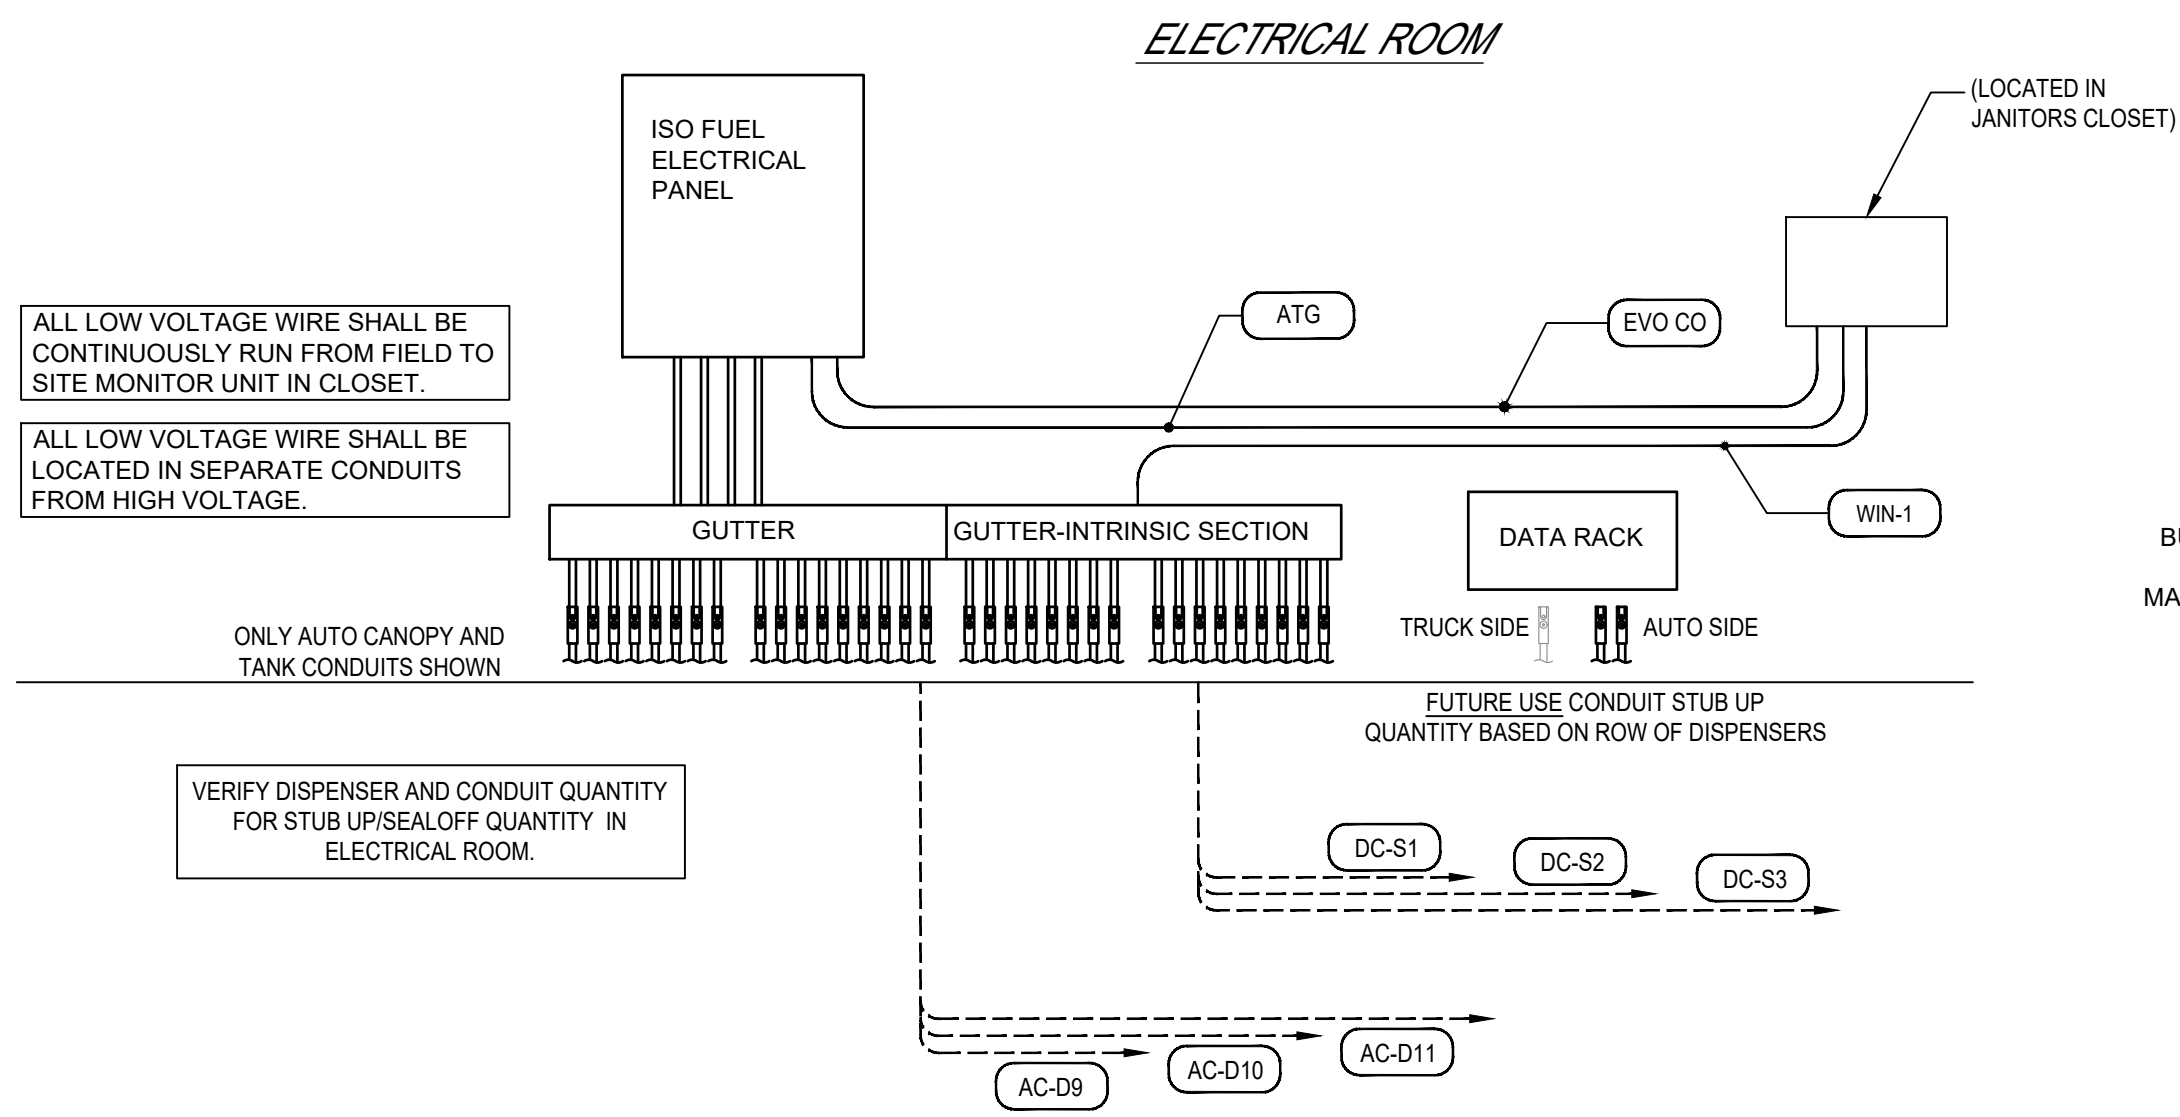 ELECTRICAL ROOM
(LOCATED IN
JANITORS CLOSET)
ISO FUEL
ELECTRICAL
PANEL
ATG
EVO CO
ALL LOW VOLTAGE WIRE SHALL BE
CONTINUOUSLY RUN FROM FIELD TO
SITE MONITOR UNIT IN CLOSET.
ALL LOW VOLTAGE WIRE SHALL BE
LOCATED IN SEPARATE CONDUITS
FROM HIGH VOLTAGE.
WIN-1
GUTTER
GUTTER-INTRINSIC SECTION
DATA RACK
BU
MA
ONLY AUTO CANOPY AND
TANK CONDUITS SHOWN
TRUCK SIDE
AUTO SIDE
FUTURE USE CONDUIT STUB UP
QUANTITY BASED ON ROW OF DISPENSERS
VERIFY DISPENSER AND CONDUIT QUANTITY
FOR STUB UP/SEALOFF QUANTITY IN
ELECTRICAL ROOM.
DC-S1
DC-S2
DC-S3
AC-D9
AC-D10
AC-D11